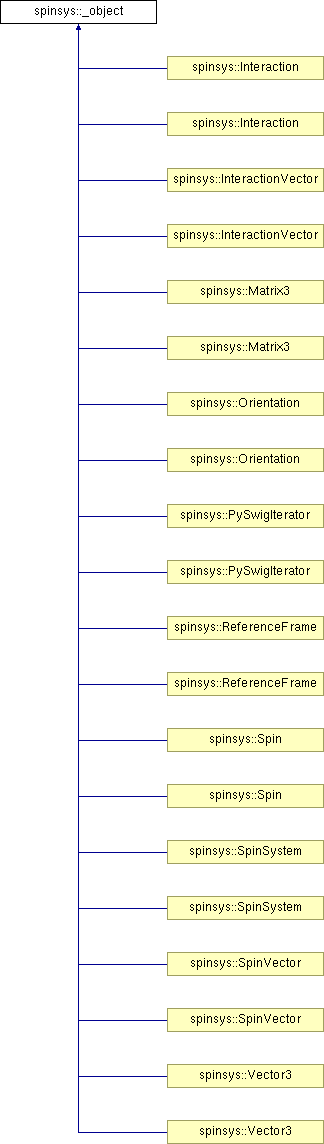 spinsys::_object
spinsys::Interaction
spinsys::Interaction
spinsys::InteractionVector
spinsys::InteractionVector
spinsys::Matrix3
spinsys::Matrix3
spinsys::Orientation
spinsys::Orientation
spinsys::PySwigIterator
spinsys::PySwigIterator
spinsys::ReferenceFrame
spinsys::ReferenceFrame
spinsys::Spin
spinsys::Spin
spinsys::SpinSystem
spinsys::SpinSystem
spinsys::SpinVector
spinsys::SpinVector
spinsys::Vector3
spinsys::Vector3